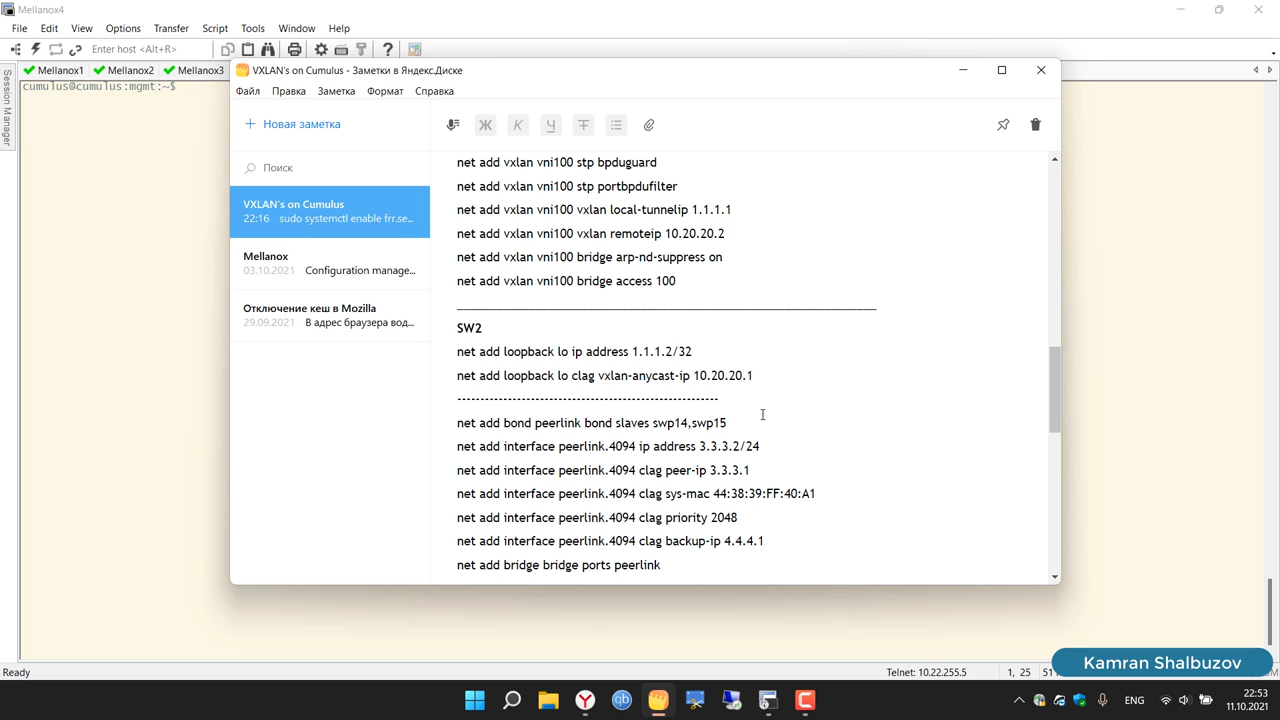 Mellanox4
File Edit View Options Transfer Script Tools Window Help
Enter host <Alt+R>
Mellanox1 Mellanox2 Mellanox3
Session Manager
cumulus@cumulus:mgmt:~$
VXLAN's on Cumulus - Заметки в Яндекс.Диске
Файл Правка Заметка Формат Справка
Новая заметка
Ж К Ч Т
Поиск
VXLAN's on Cumulus
22:16 sudo systemctl enable frr.se...
Mellanox
03.10.2021 Configuration manage...
Отключение кеш в Mozilla
29.09.2021 В адрес браузера вод...
net add vxlan vni100 stp bpduguard
net add vxlan vni100 stp portbpdufilter
net add vxlan vni100 vxlan local-tunnelip 1.1.1.1
net add vxlan vni100 vxlan remoteip 10.20.20.2
net add vxlan vni100 bridge arp-nd-suppress on
net add vxlan vni100 bridge access 100
SW2
net add loopback lo ip address 1.1.1.2/32
net add loopback lo clag vxlan-anycast-ip 10.20.20.1
--------------------------------------------------------
net add bond peerlink bond slaves swp14,swp15
net add interface peerlink.4094 ip address 3.3.3.2/24
net add interface peerlink.4094 clag peer-ip 3.3.3.1
net add interface peerlink.4094 clag sys-mac 44:38:39:FF:40:A1
net add interface peerlink.4094 clag priority 2048
net add interface peerlink.4094 clag backup-ip 4.4.4.1
net add bridge bridge ports peerlink
Kamran Shalbuzov
Ready
Telnet: 10.22.255.5 1, 25
ENG
22:53
11.10.2021